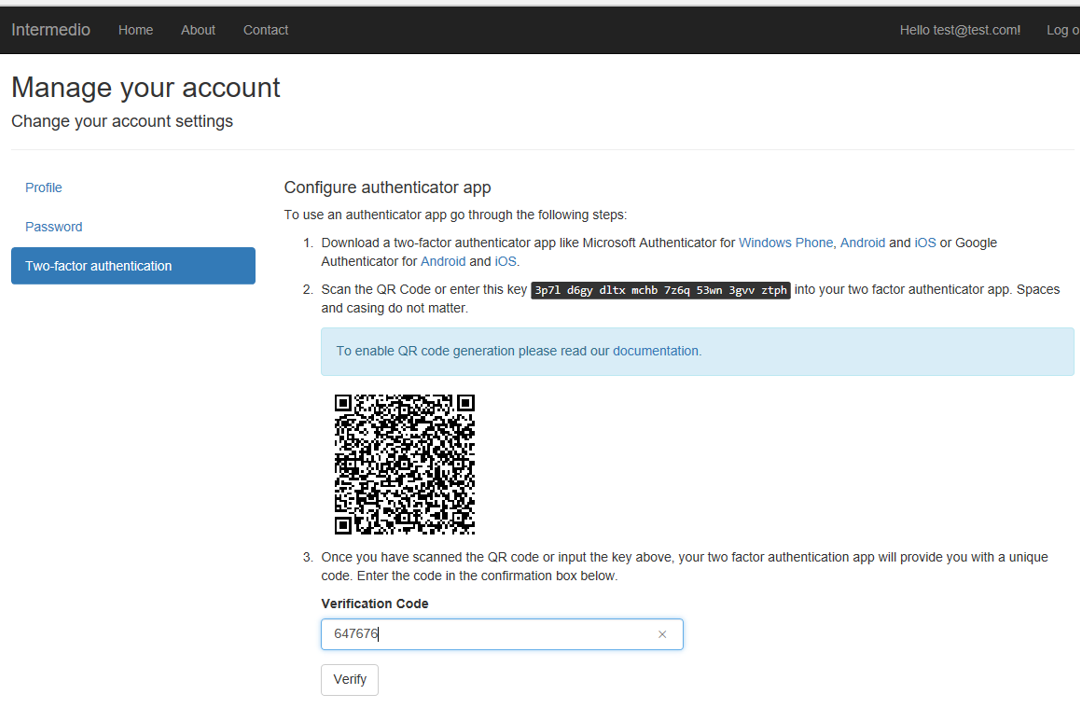 Intermedio Home About Contact Hello test@test.com! Log o
Manage your account
Change your account settings
Profile
Password
Two-factor authentication
Configure authenticator app
To use an authenticator app go through the following steps:
1. Download a two-factor authenticator app like Microsoft Authenticator for Windows Phone, Android and iOS or Google
Authenticator for Android and iOS.
2. Scan the QR Code or enter this key 3p7l d6gy dltx mchb 7z6q 53wn 3gvv ztph into your two factor authenticator app. Spaces
and casing do not matter.
To enable QR code generation please read our documentation.
3. Once you have scanned the QR code or input the key above, your two factor authentication app will provide you with a unique
code. Enter the code in the confirmation box below.
Verification Code
647676
Verify